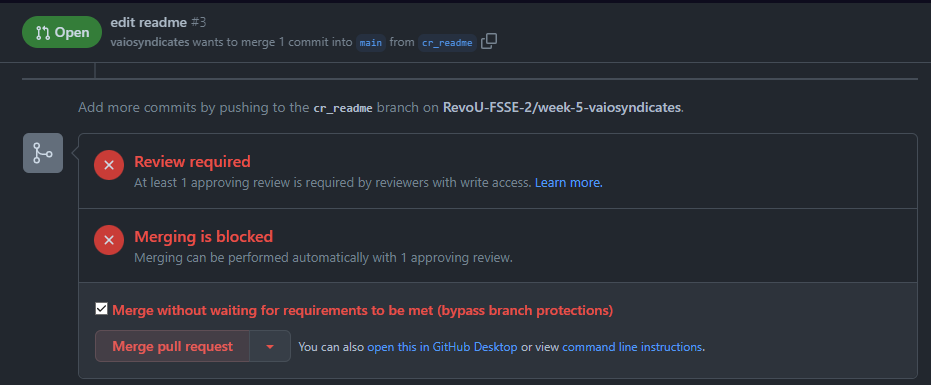 Open
edit readme #3
vaiosyndicates wants to merge 1 commit into main from cr_readme
Add more commits by pushing to the cr_readme branch on RevoU-FSSE-2/week-5-vaiosyndicates.
Review required
At least 1 approving review is required by reviewers with write access. Learn more.
Merging is blocked
Merging can be performed automatically with 1 approving review.
Merge without waiting for requirements to be met (bypass branch protections)
Merge pull request
You can also open this in GitHub Desktop or view command line instructions.